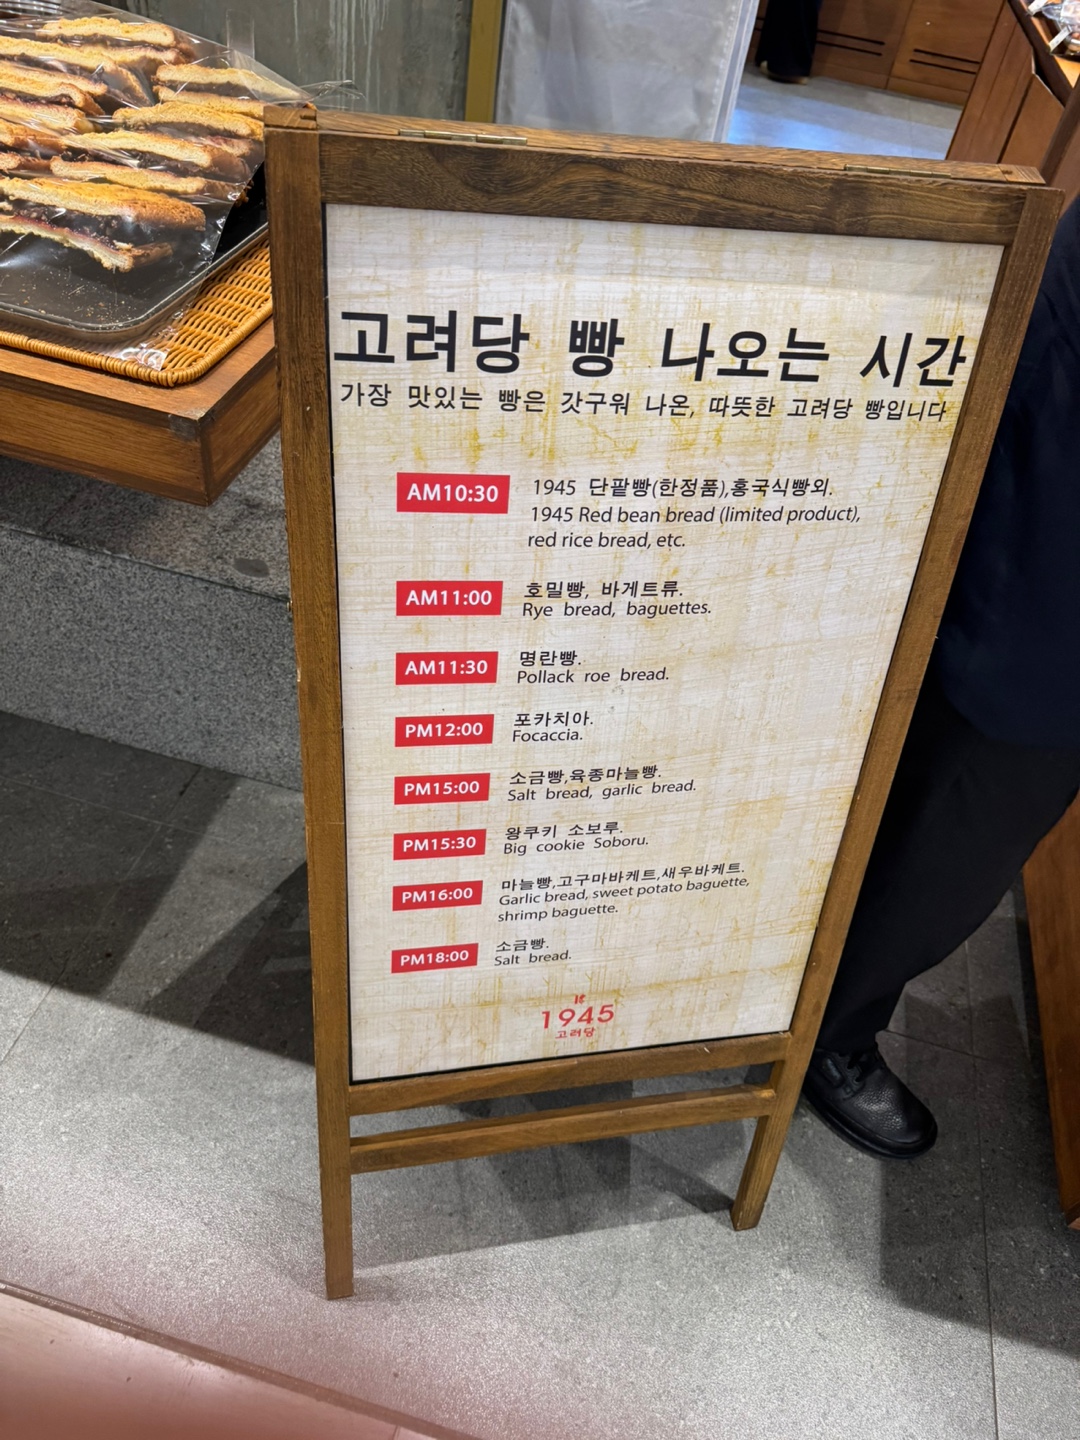 고려당 빵 나오는 시간
가장 맛있는 빵은 갓구워 나온, 따뜻한 고려당 빵입니다
AM10:30
1945 단팥빵(한정품),홍국식빵외.
1945 Red bean bread (limited product),
red rice bread, etc.
AM11:00
호밀빵, 바게트류.
Rye bread, baguettes.
AM11:30
명란빵.
Pollack roe bread.
PM12:00
포카치아.
Focaccia.
PM15:00
소금빵,육종마늘빵.
Salt bread, garlic bread.
PM15:30
왕쿠키 소보루.
Big cookie Soboru.
PM16:00
마늘빵,고구마바케트,새우바케트.
Garlic bread, sweet potato baguette,
shrimp baguette.
PM18:00
소금빵.
Salt bread.
1945
고려당